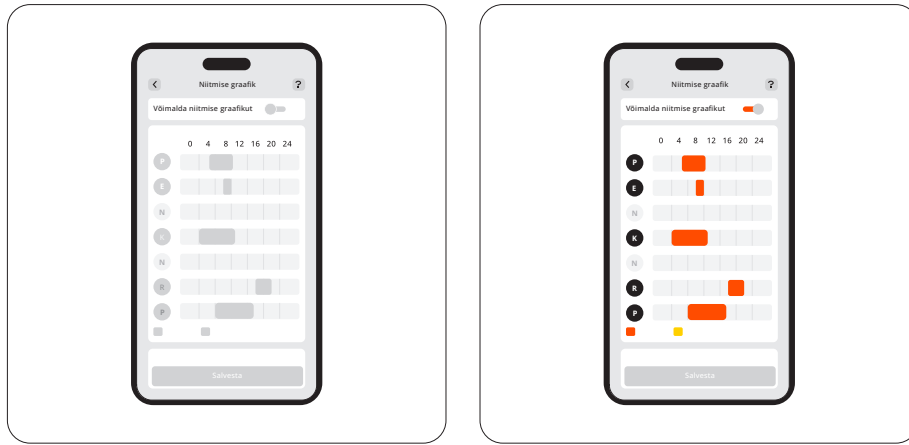 Niitmise graafik ?
Võimalda niitmise graafikut
0 4 8 12 16 20 24
P
E
N
K
N
R
P
Salvesta
Niitmise graafik ?
Võimalda niitmise graafikut
0 4 8 12 16 20 24
P
E
N
K
N
R
P
Salvesta